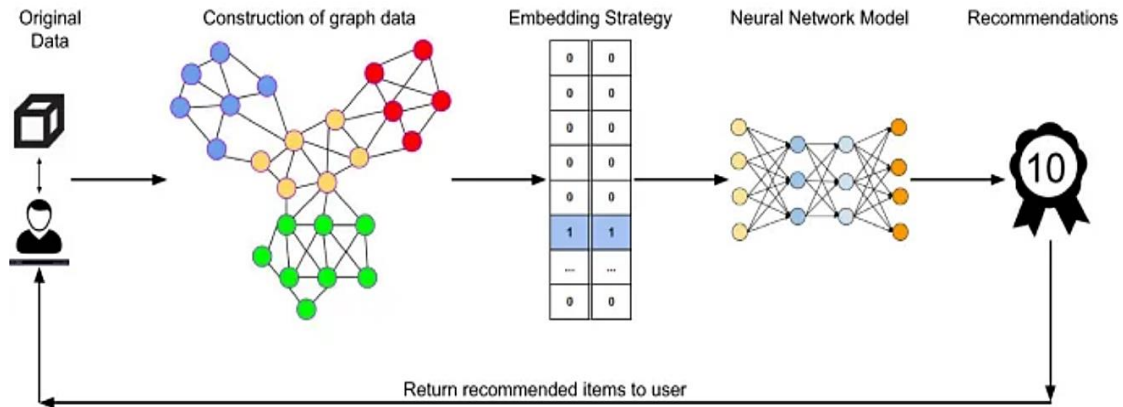 Original
Data
Construction of graph data
Embedding Strategy
Neural Network Model
Recommendations
0 0
0 0
0 0
0 0
0 0
1 1
... ...
0 0
10
Return recommended items to user